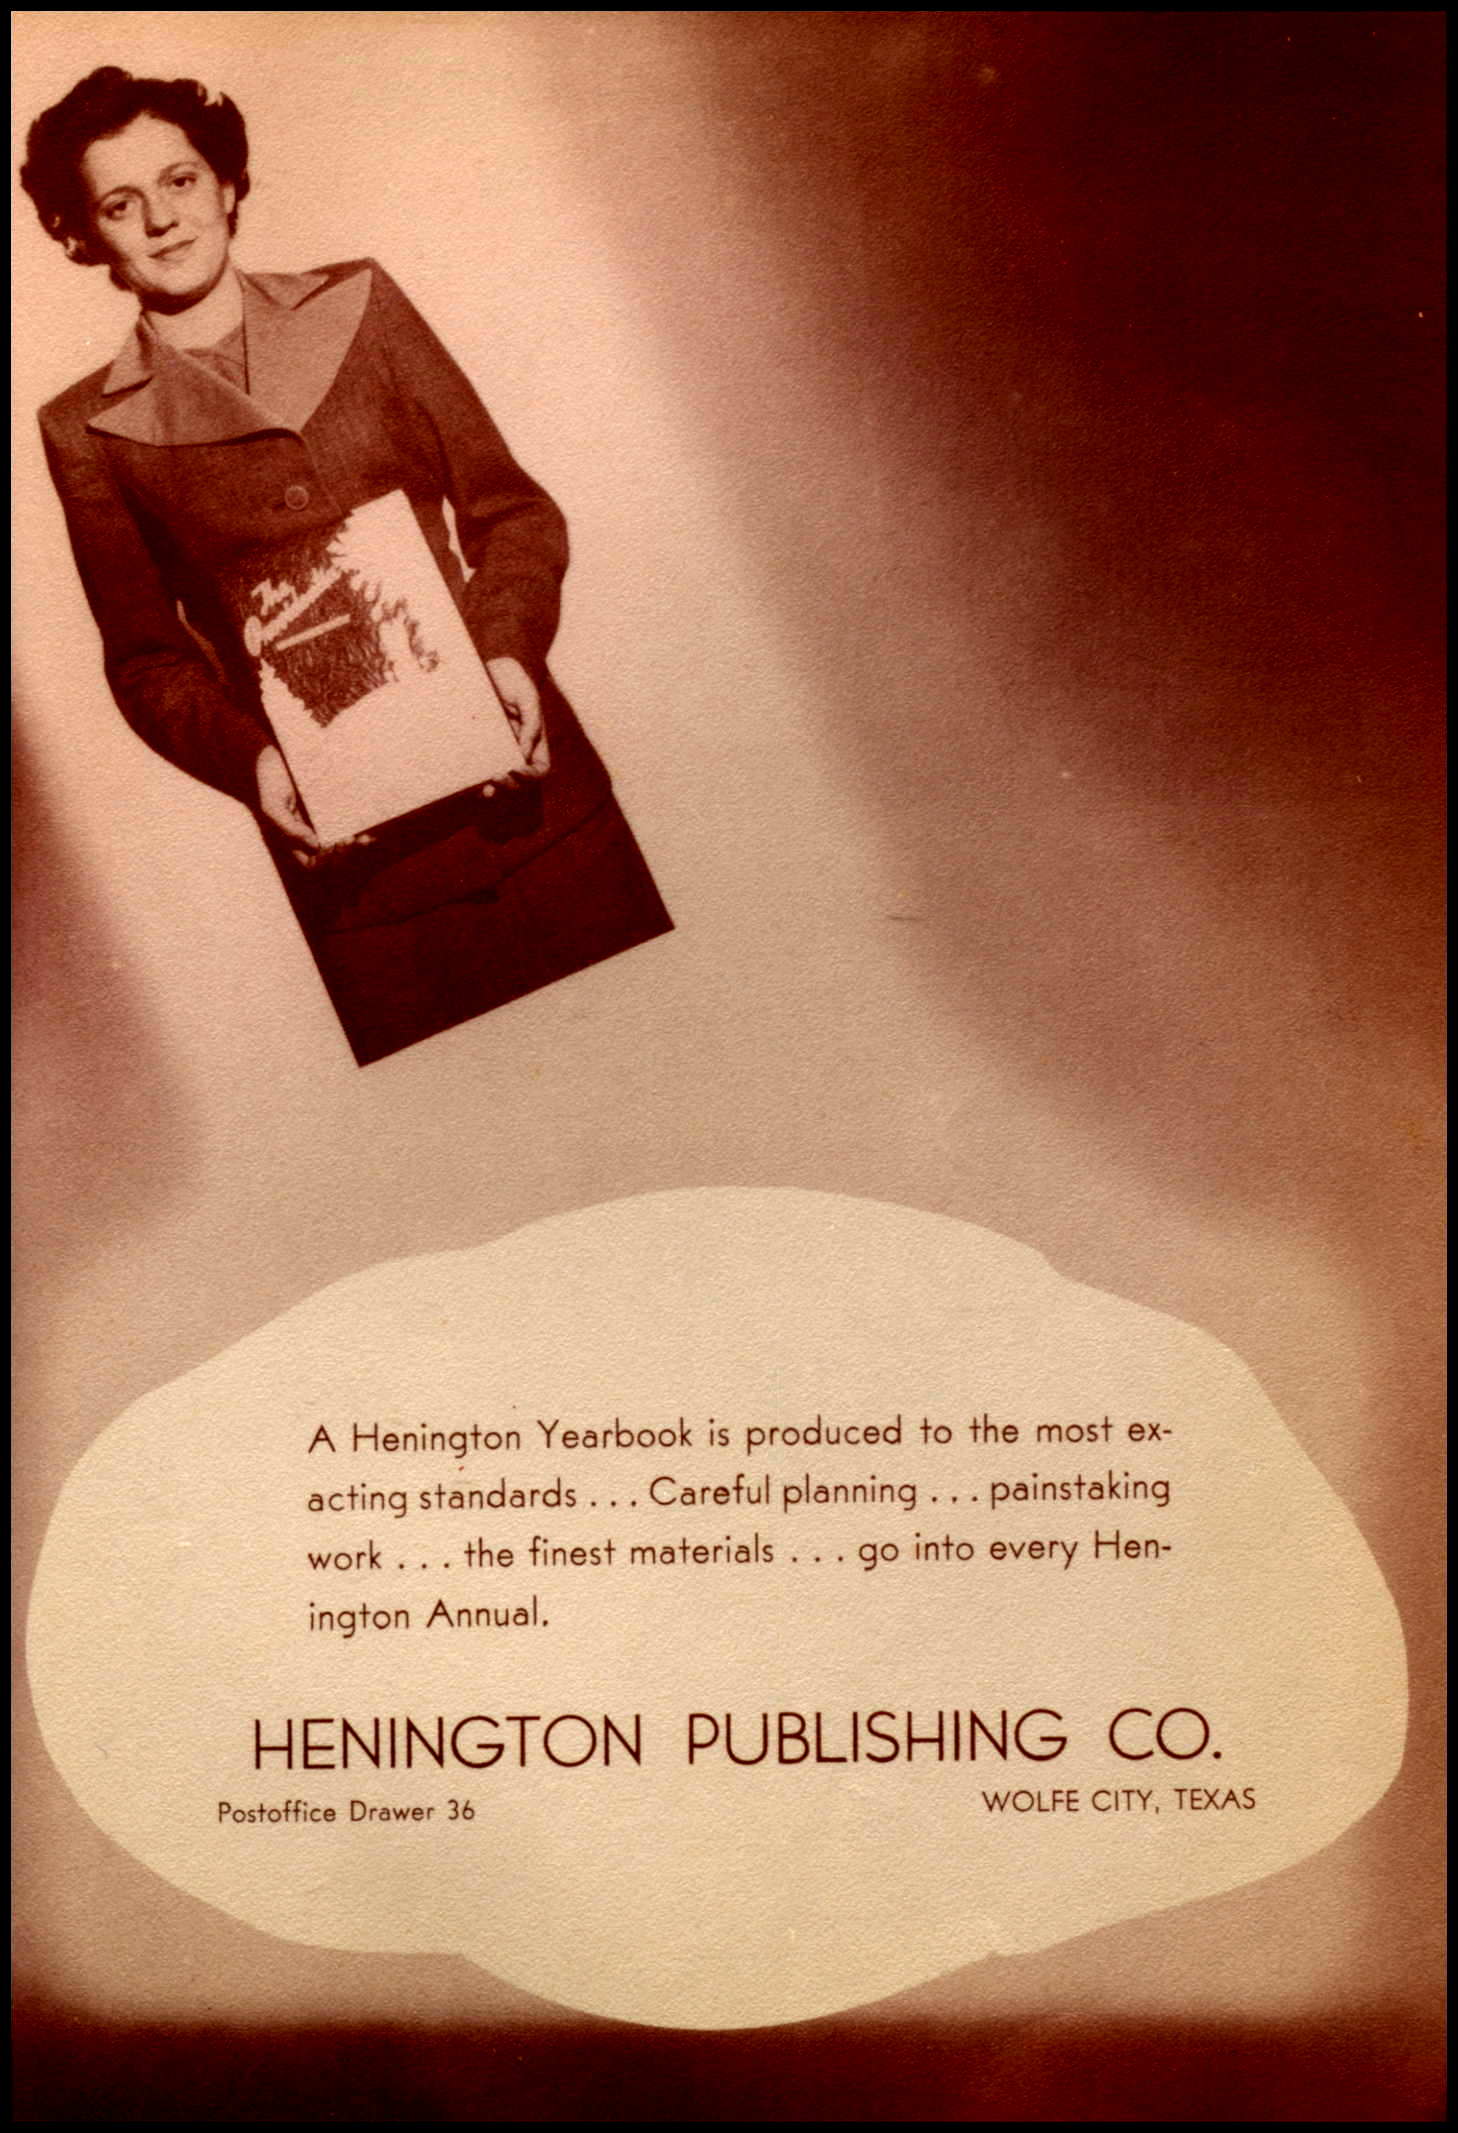 A Henington Yearbook is produced to the most ex-
acting standards . . . Careful planning . . . painstaking
work . . . the finest materials . . . go into every Hen-
ington Annual.
HENINGTON PUBLISHING CO.
Postoffice Drawer 36
WOLFE CITY, TEXAS